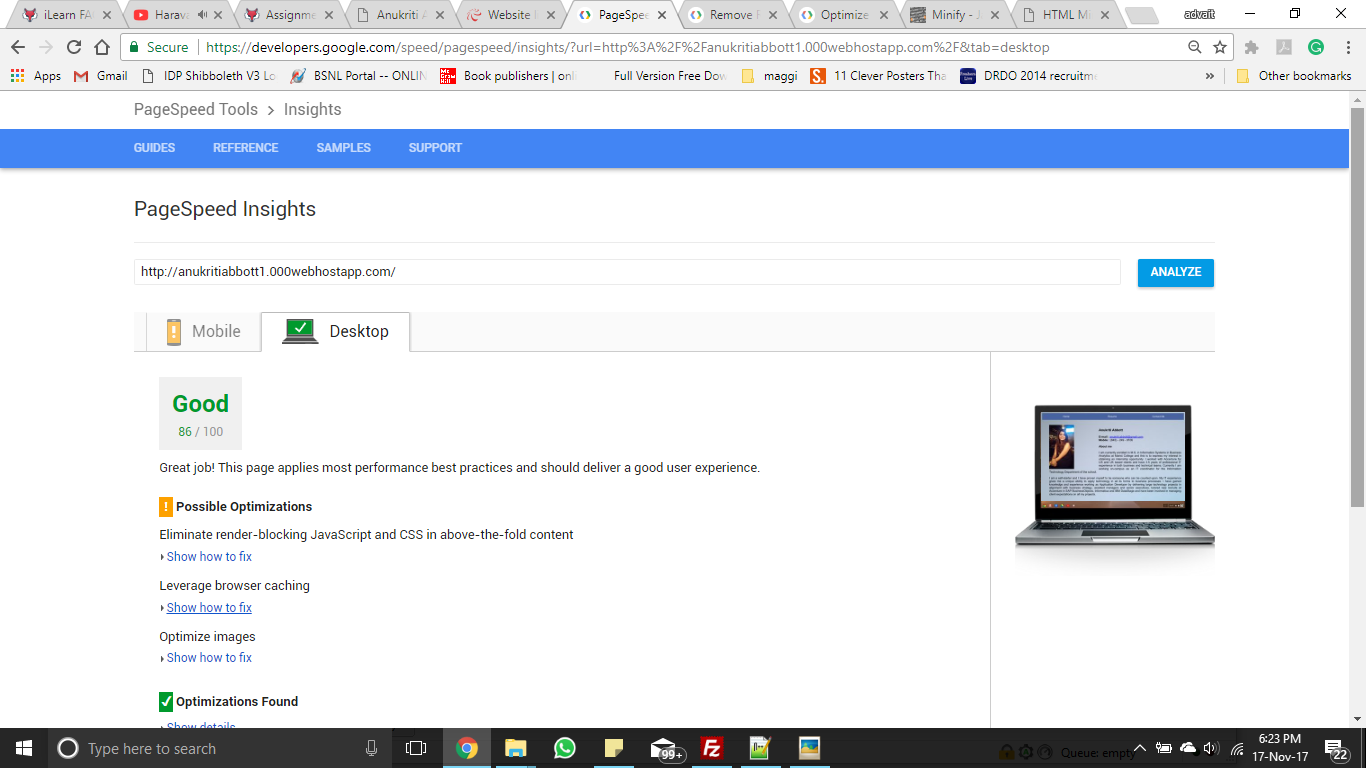 iLearn FA
Harava
Assignme
Anukriti A
Website
PageSpee
Remove
Optimize
Minify - J
HTML Mi
advait
Secure
https://developers.google.com/speed/pagespeed/insights/?url=http%3A%2F%2Fanukritiabbott1.000webhostapp.com%2F&tab=desktop
Apps
Gmail
IDP Shibboleth V3 Lo
BSNL Portal -- ONLIN
Book publishers | onl
Full Version Free Dow
maggi
S.
11 Clever Posters Tha
DRDO 2014 recruitm
»
Other bookmarks
PageSpeed Tools > Insights
GUIDES REFERENCE SAMPLES SUPPORT
PageSpeed Insights
http://anukritiabbott1.000webhostapp.com/
ANALYZE
Mobile
Desktop
Good
86 / 100
Great job! This page applies most performance best practices and should deliver a good user experience.
! Possible Optimizations
Eliminate render-blocking JavaScript and CSS in above-the-fold content
Show how to fix
Leverage browser caching
Show how to fix
Optimize images
Show how to fix
Optimizations Found
Show details
Type here to search
99+
Fz
Queue: empty
6:23 PM
17-Nov-17
22